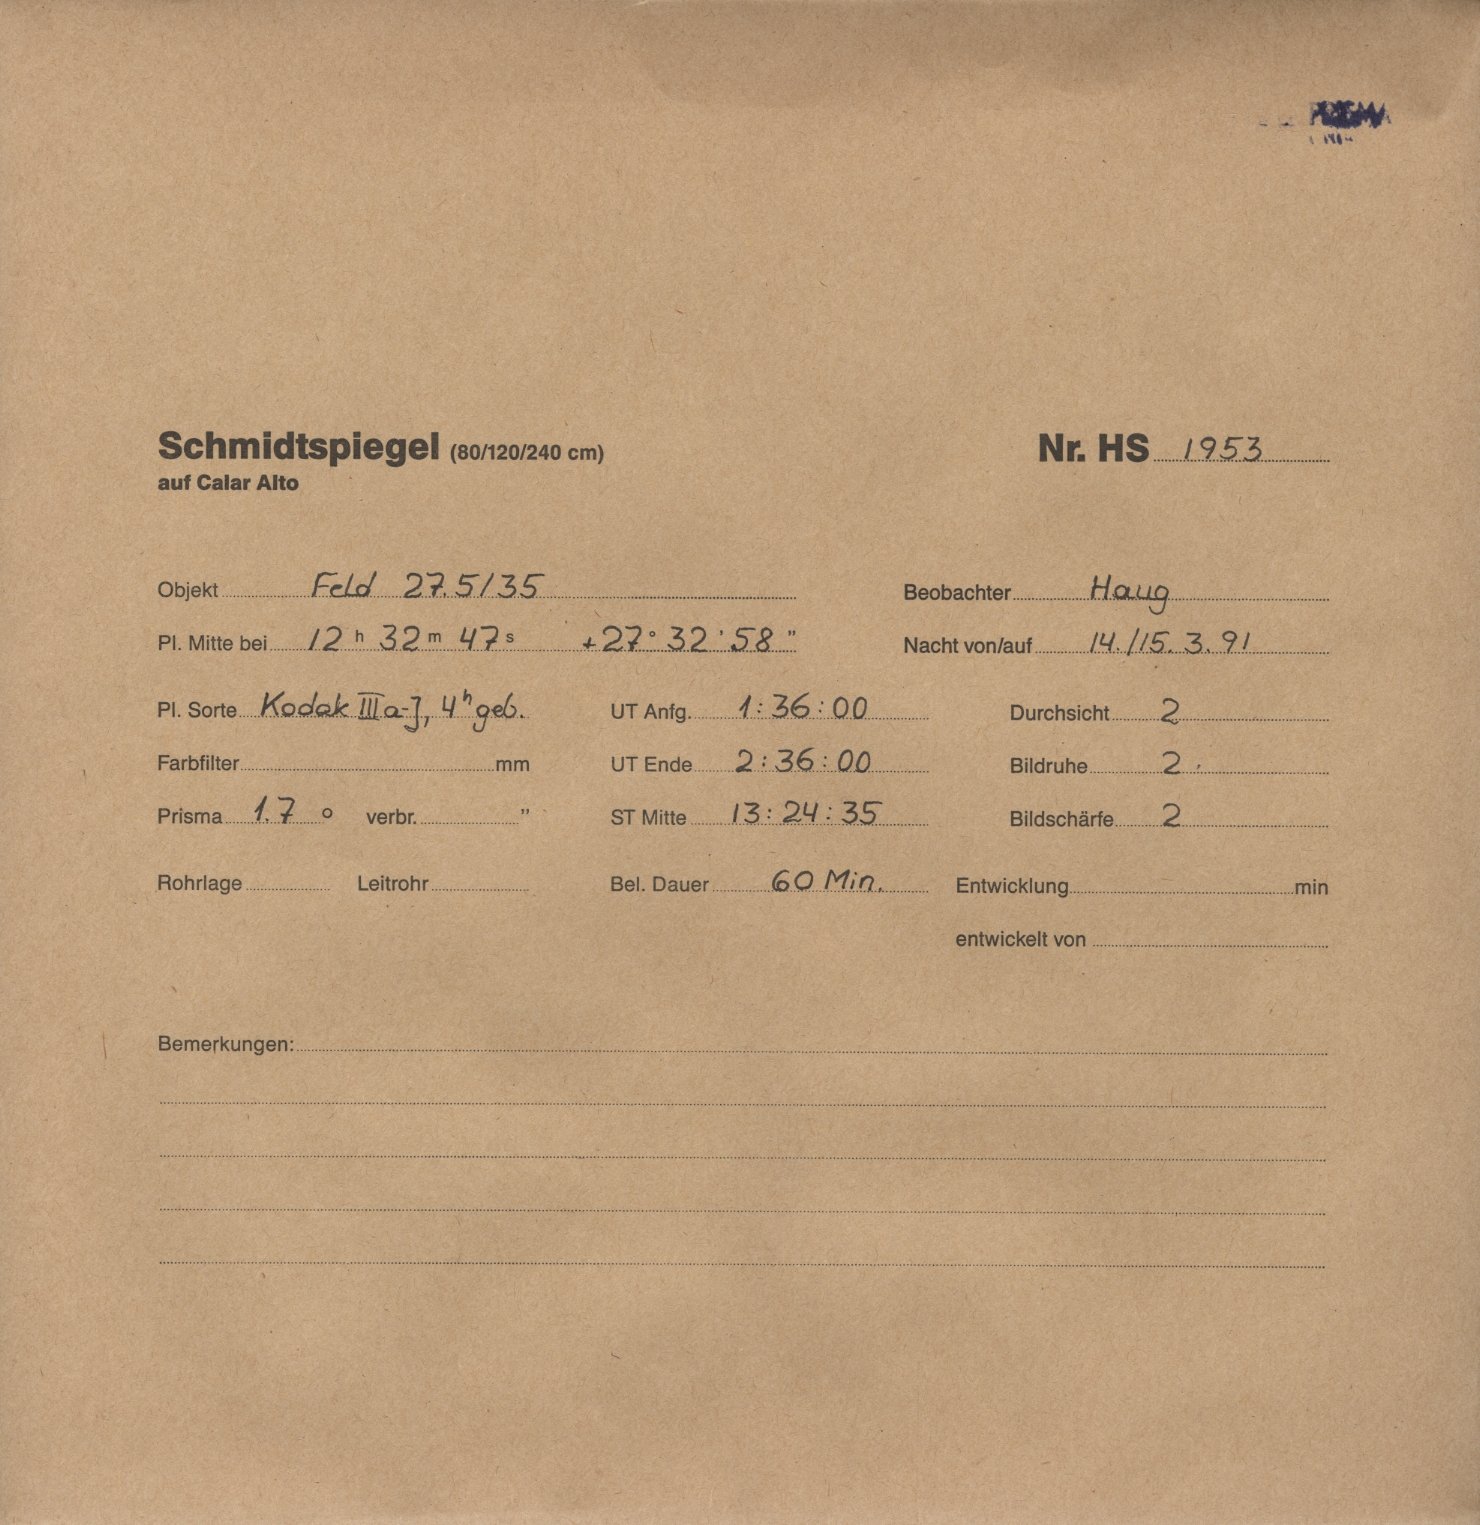 PRISMA
Schmidtspiegel (80/120/240 cm) Nr. HS 1953
auf Calar Alto
Objekt Feld 27.5/35 Beobachter Haug
Pl. Mitte bei 12 h 32 m 47 s +27° 32 ' 58 " Nacht von/auf 14./15. 3. 91
Pl. Sorte Kodak IIIa-J, 4h geb. UT Anfg. 1:36:00 Durchsicht 2
Farbfilter mm UT Ende 2:36:00 Bildruhe 2
Prisma 1.7 ° verbr. " ST Mitte 13:24:35 Bildschärfe 2
Rohrlage Leitrohr Bel. Dauer 60 Min. Entwicklung min
entwickelt von
Bemerkungen: